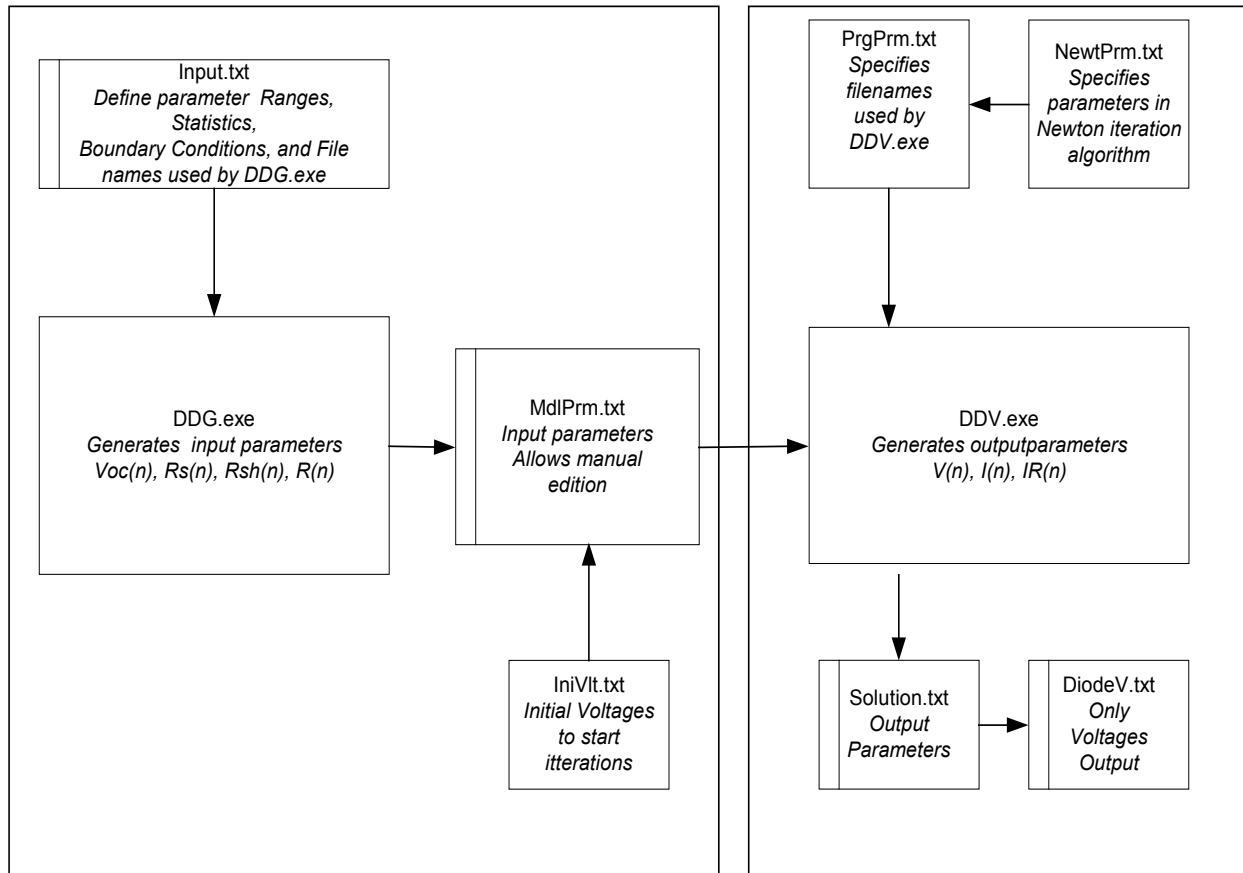 Input.txt
Define parameter Ranges,
Statistics,
Boundary Conditions, and File
names used by DDG.exe
PrgPrm.txt
Specifies
filenames
used by
DDV.exe
NewtPrm.txt
Specifies
parameters in
Newton iteration
algorithm
DDG.exe
Generates input parameters
Voc(n), Rs(n), Rsh(n), R(n)
MdlPrm.txt
Input parameters
Allows manual
edition
DDV.exe
Generates outputparameters
V(n), I(n), IR(n)
IniVlt.txt
Initial Voltages
to start
itterations
Solution.txt
Output
Parameters
DiodeV.txt
Only
Voltages
Output